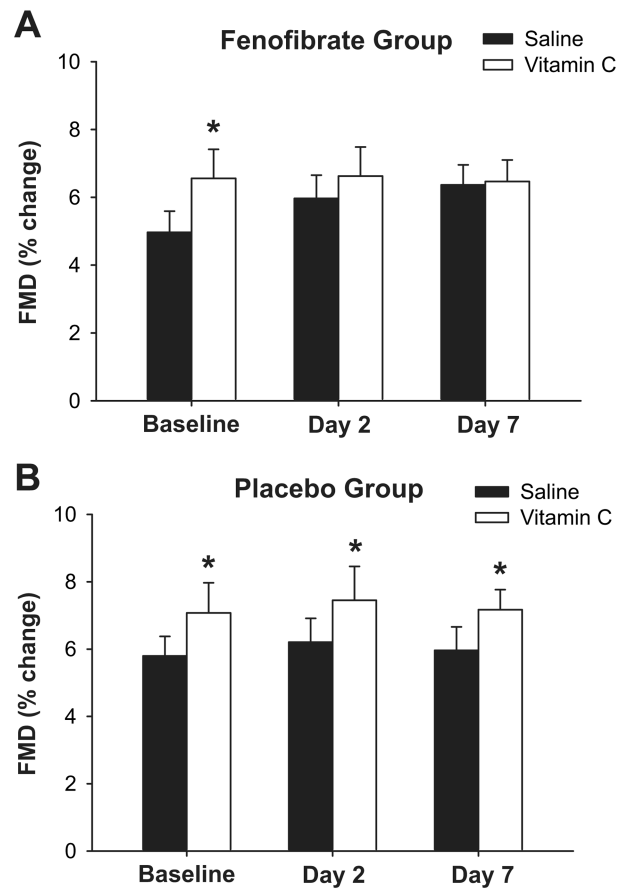 A
Fenofibrate Group
Saline
Vitamin C
FMD (% change)
10
8
6
4
2
0
*
Baseline
Day 2
Day 7
B
Placebo Group
Saline
Vitamin C
FMD (% change)
10
8
6
4
2
0
*
*
*
Baseline
Day 2
Day 7